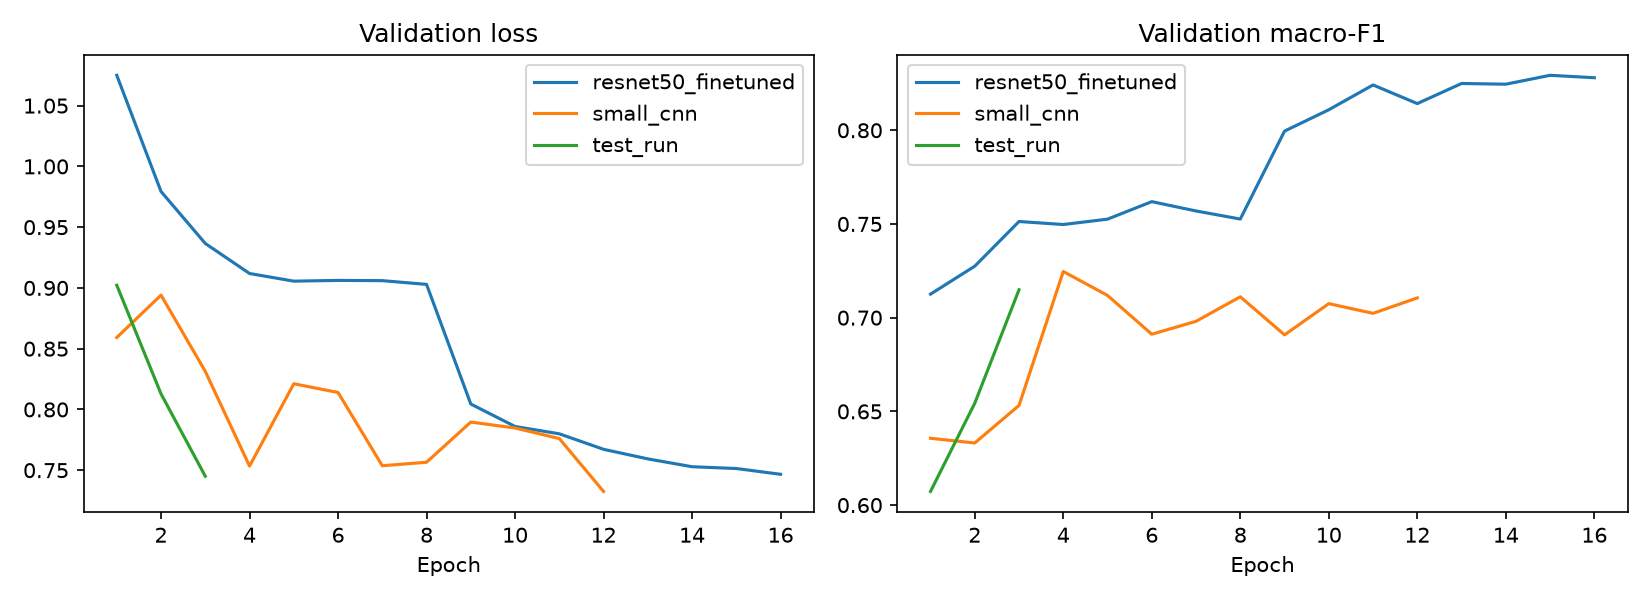 Validation loss
resnet50_finetuned
small_cnn
test_run
1.05
1.00
0.95
0.90
0.85
0.80
0.75
2 4 6 8 10 12 14 16
Epoch
Validation macro-F1
resnet50_finetuned
small_cnn
test_run
0.80
0.75
0.70
0.65
0.60
2 4 6 8 10 12 14 16
Epoch